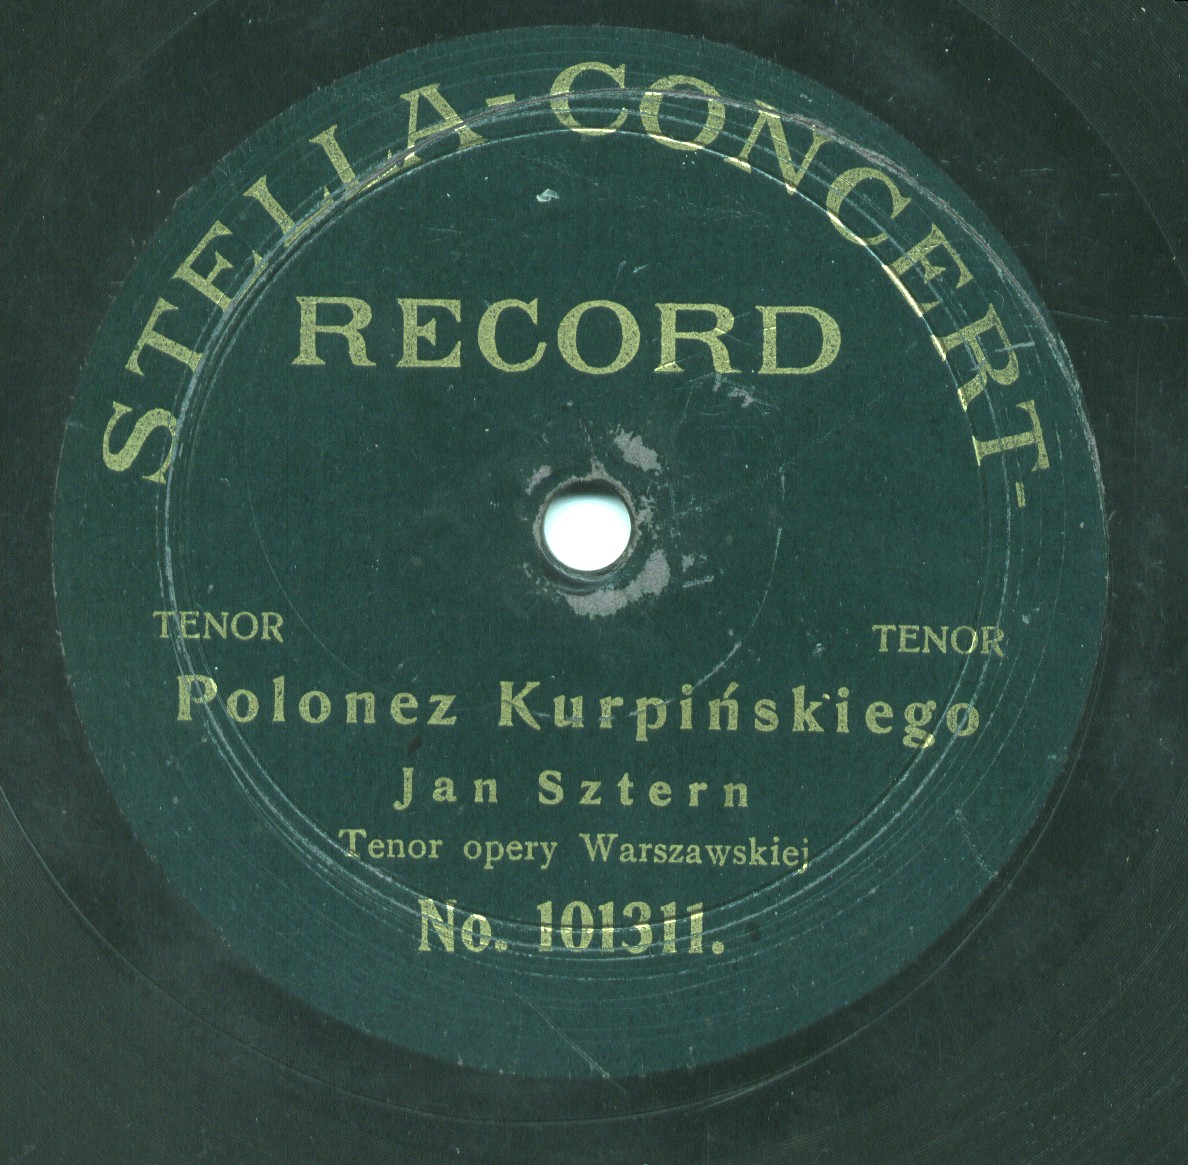 STELLA-CONCERT-
RECORD
TENOR TENOR
Polonez Kurpińskiego
Jan Sztern
Tenor opery Warszawskiej
No. 101311.